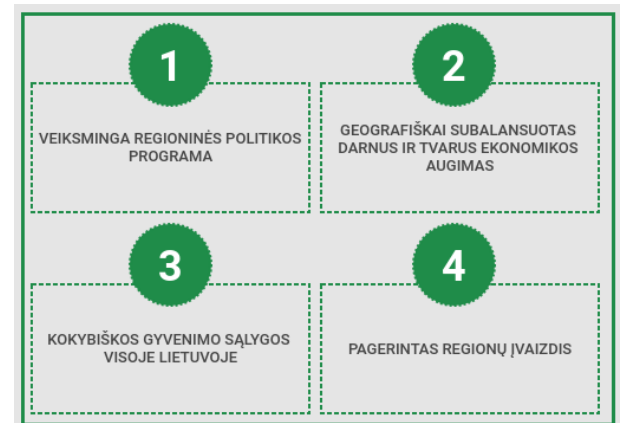 1
VEIKSMINGA REGIONINĖS POLITIKOS
PROGRAMA
2
GEOGRAFIŠKAI SUBALANSUOTAS
DARNUS IR TVARUS EKONOMIKOS
AUGIMAS
3
KOKYBIŠKOS GYVENIMO SĄLYGOS
VISOJE LIETUVOJE
4
PAGERINTAS REGIONŲ ĮVAIZDIS